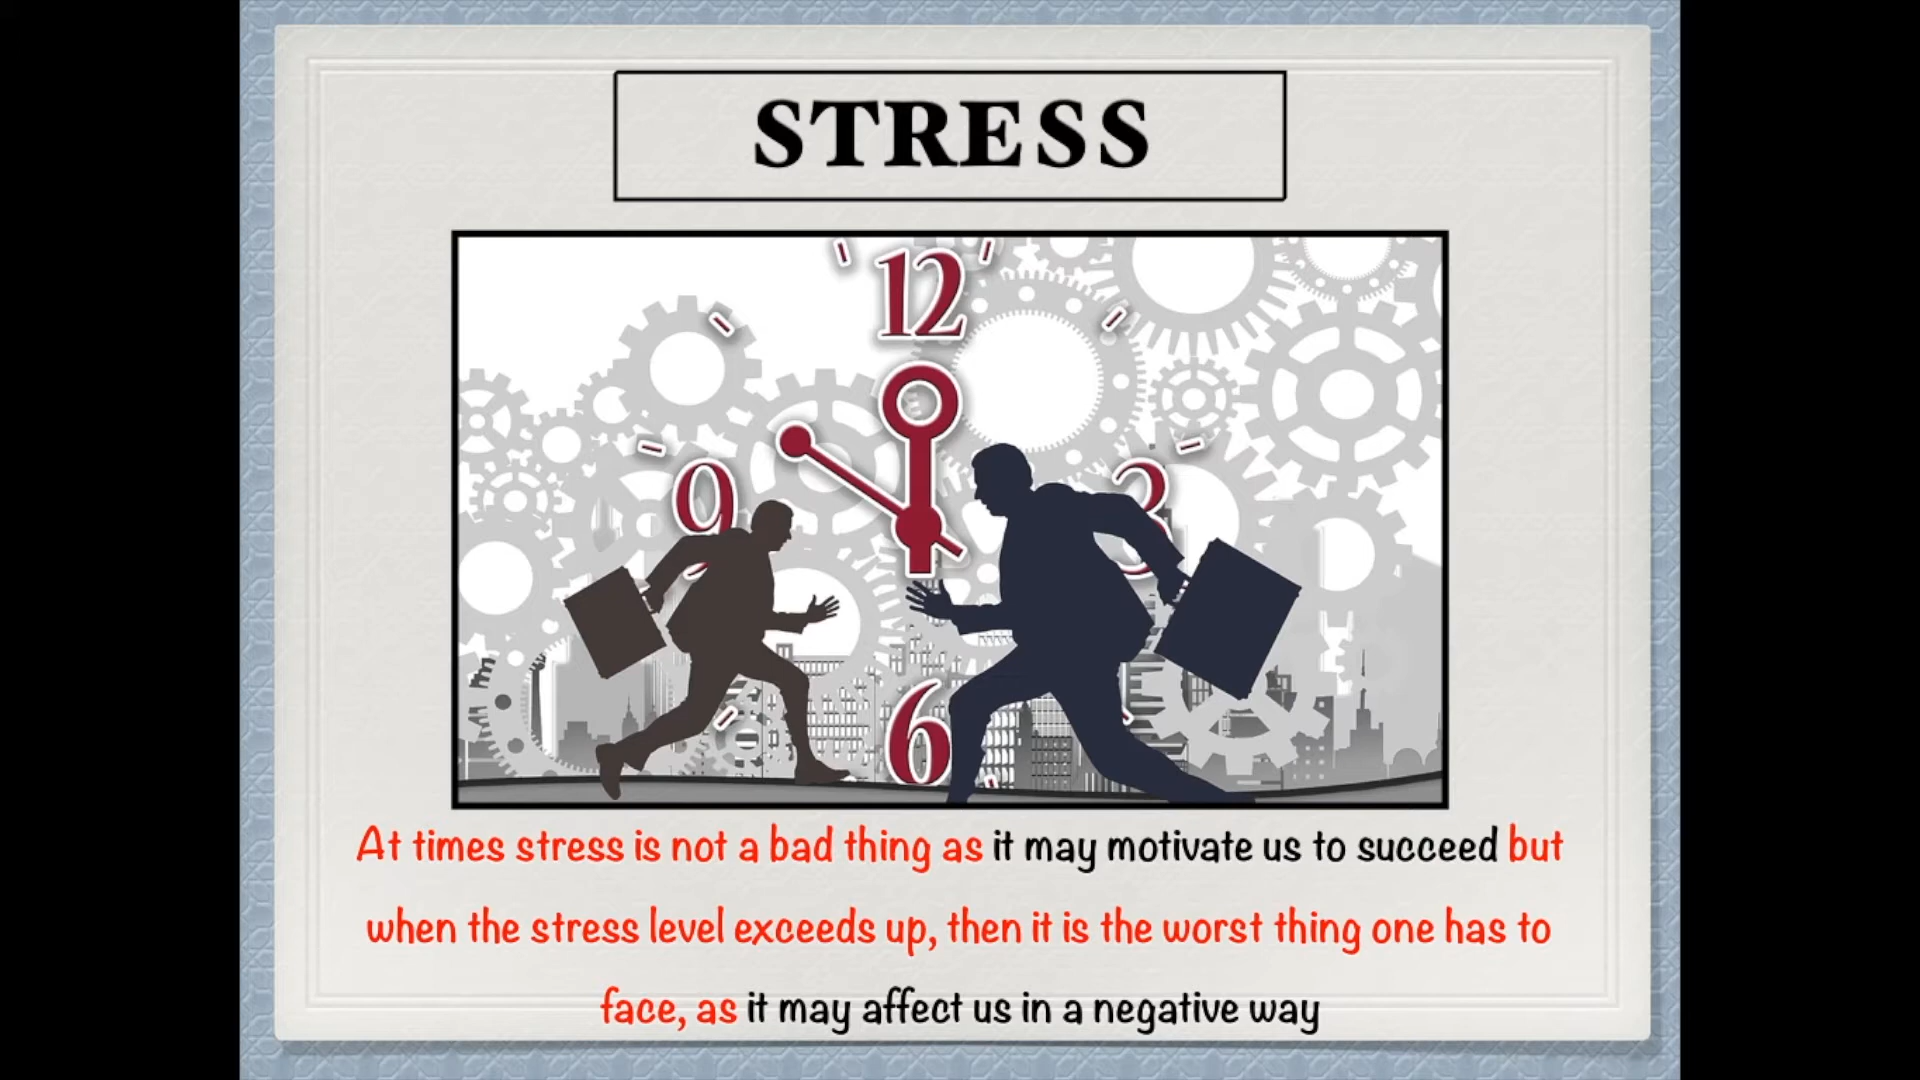 STRESS
12
9
3
6
At times stress is not a bad thing as it may motivate us to succeed but
when the stress level exceeds up, then it is the worst thing one has to
face, as it may affect us in a negative way